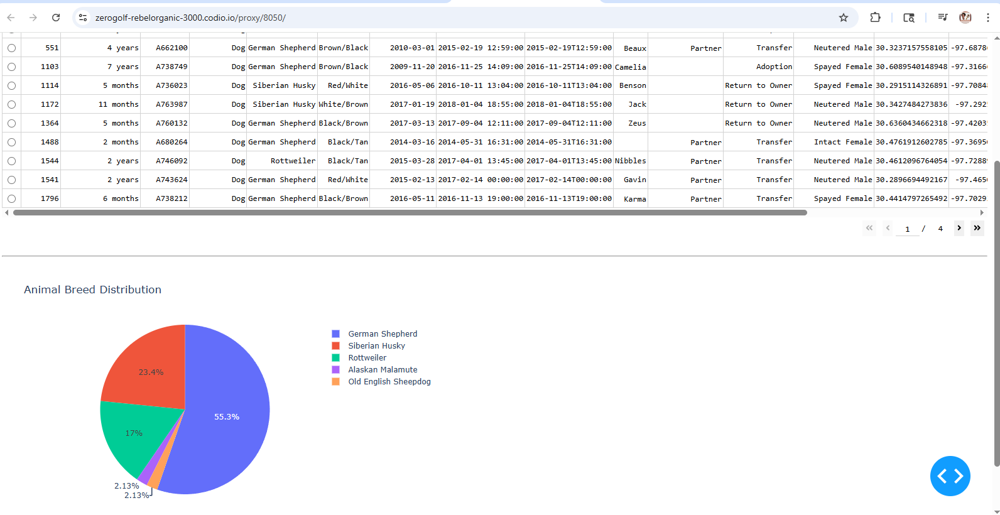 zerogolf-rebelorganic-3000.codio.io/proxy/8050/
551 4 years A662100 Dog German Shepherd Brown/Black 2010-03-01 2015-02-19 12:59:00 2015-02-19T12:59:00 Beaux Partner Transfer Neutered Male 30.3237157558105 -97.6878
1103 7 years A738749 Dog German Shepherd Brown/Black 2009-11-20 2016-11-25 14:09:00 2016-11-25T14:09:00 Camelia Adoption Spayed Female 30.6089540148948 -97.3166
1114 5 months A736023 Dog Siberian Husky Red/White 2016-05-06 2016-10-11 13:04:00 2016-10-11T13:04:00 Benson Return to Owner Spayed Female 30.2915114326891 -97.7084
1172 11 months A763987 Dog Siberian Husky White/Brown 2017-01-19 2018-01-04 18:55:00 2018-01-04T18:55:00 Jack Return to Owner Neutered Male 30.3427484273836 -97.292
1364 5 months A760132 Dog German Shepherd Black/Brown 2017-03-13 2017-09-04 12:11:00 2017-09-04T12:11:00 Zeus Return to Owner Neutered Male 30.6360434662318 -97.4203
1488 2 months A680264 Dog German Shepherd Black/Tan 2014-03-16 2014-05-31 16:31:00 2014-05-31T16:31:00 Partner Transfer Intact Female 30.4761912602785 -97.3695
1544 2 years A746092 Dog Rottweiler Black/Tan 2015-03-28 2017-04-01 13:45:00 2017-04-01T13:45:00 Nibbles Partner Transfer Neutered Male 30.4612096764054 -97.7288
1541 2 years A743624 Dog German Shepherd Red/White 2015-02-13 2017-02-14 00:00:00 2017-02-14T00:00:00 Gavin Partner Transfer Neutered Male 30.2896694492167 -97.465
1796 6 months A738212 Dog German Shepherd Black/Brown 2016-05-11 2016-11-13 19:00:00 2016-11-13T19:00:00 Karma Partner Transfer Spayed Female 30.4414797265492 -97.7029
1 / 4
Animal Breed Distribution
German Shepherd
Siberian Husky
Rottweiler
Alaskan Malamute
Old English Sheepdog
23.4%
55.3%
17%
2.13%
2.13%